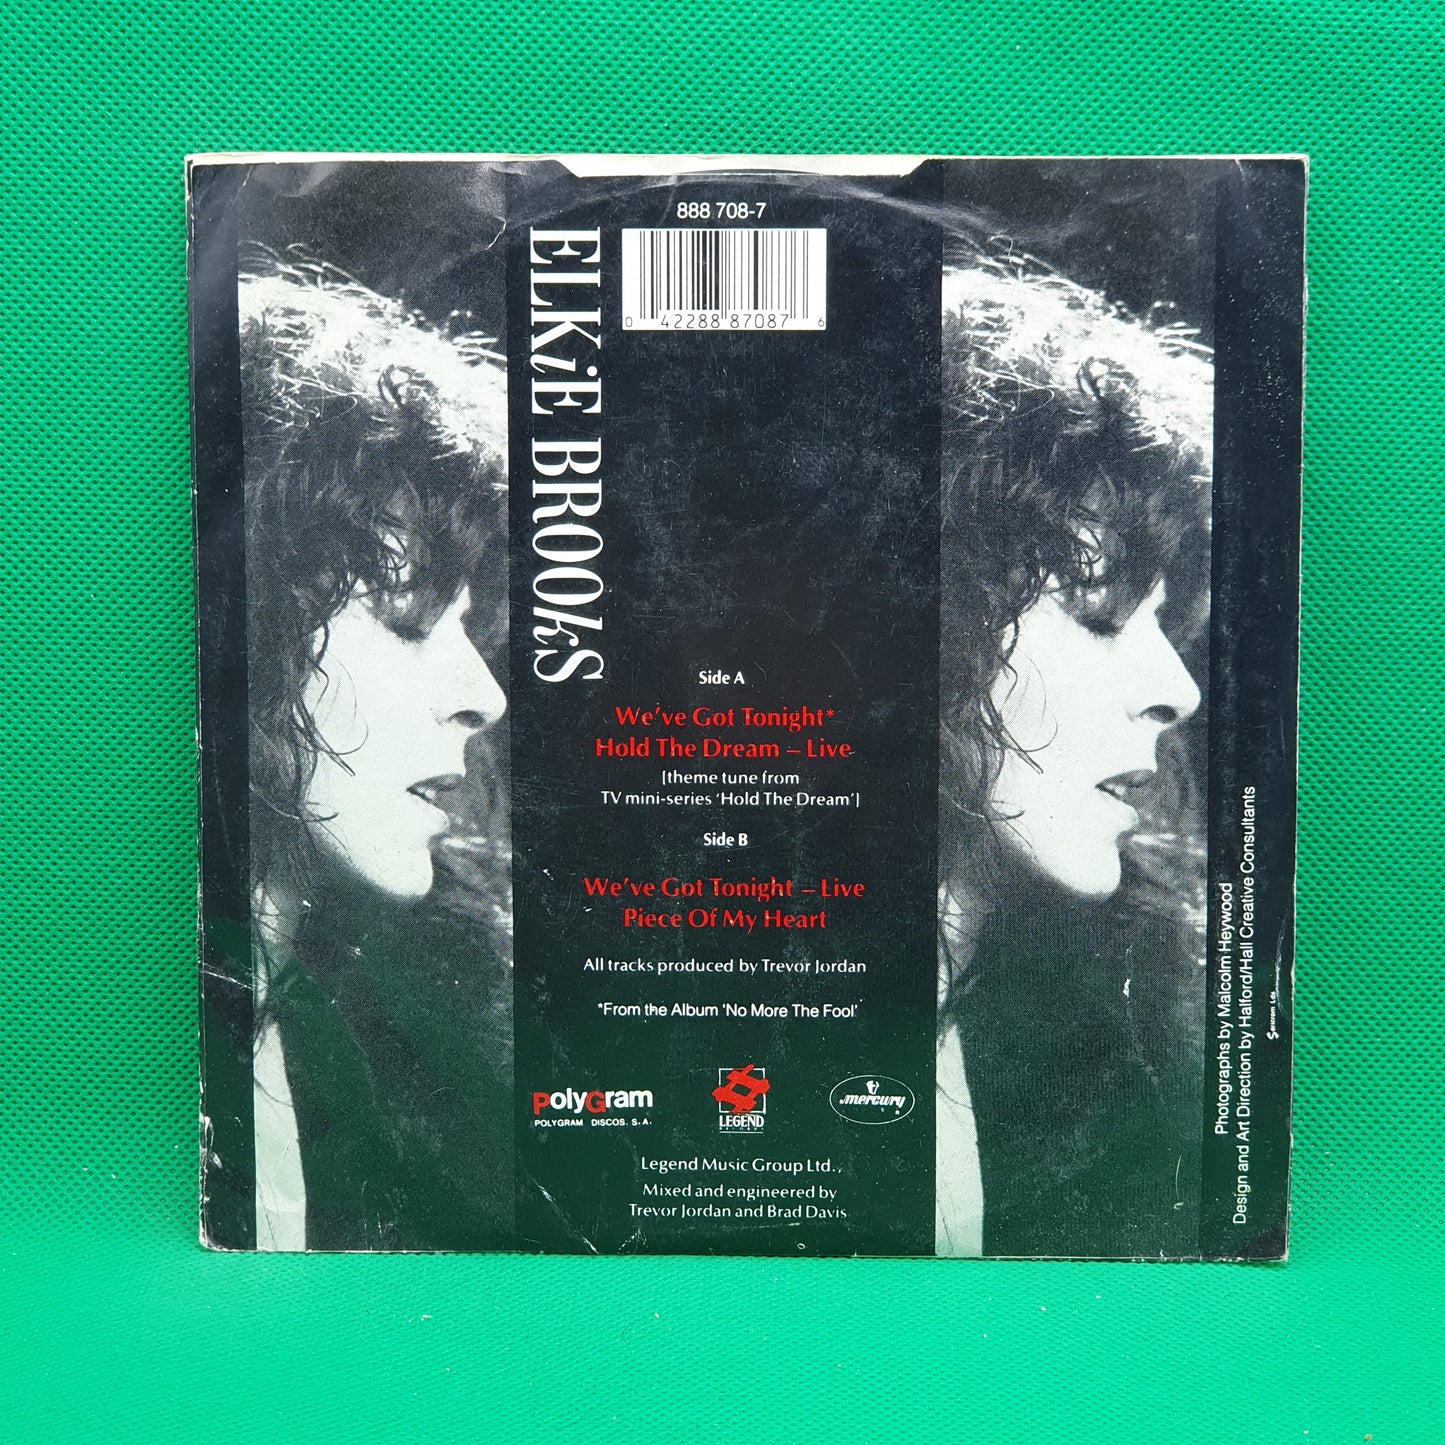 888 708-7
0 42288 87087 6
ELKiE BROOkS
Side A
We've Got Tonight*
Hold The Dream – Live
[theme tune from
TV mini-series 'Hold The Dream']
Side B
We've Got Tonight – Live
Piece Of My Heart
All tracks produced by Trevor Jordan
*From the Album 'No More The Fool'
PolyGram
POLYGRAM DISCOS. S.A.
LEGEND
RECORDS
mercury
Legend Music Group Ltd.,
Mixed and engineered by
Trevor Jordan and Brad Davis
Photographs by Malcolm Heywood
Design and Art Direction by Halford/Hall Creative Consultants